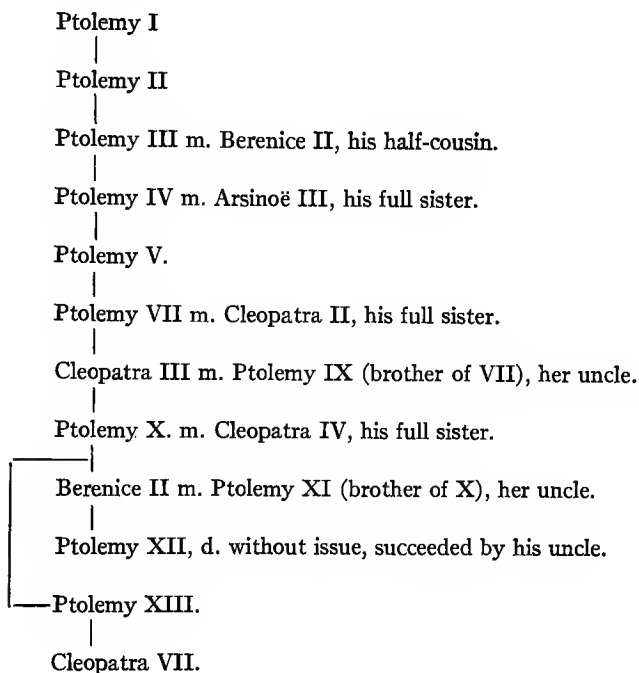 Ptolemy I
Ptolemy II
Ptolemy III m. Berenice II, his half-cousin.
Ptolemy IV m. Arsinoë III, his full sister.
Ptolemy V.
Ptolemy VII m. Cleopatra II, his full sister.
Cleopatra III m. Ptolemy IX (brother of VII), her uncle.
Ptolemy X. m. Cleopatra IV, his full sister.
Berenice II m. Ptolemy XI (brother of X), her uncle.
Ptolemy XII, d. without issue, succeeded by his uncle.
Ptolemy XIII.
Cleopatra VII.